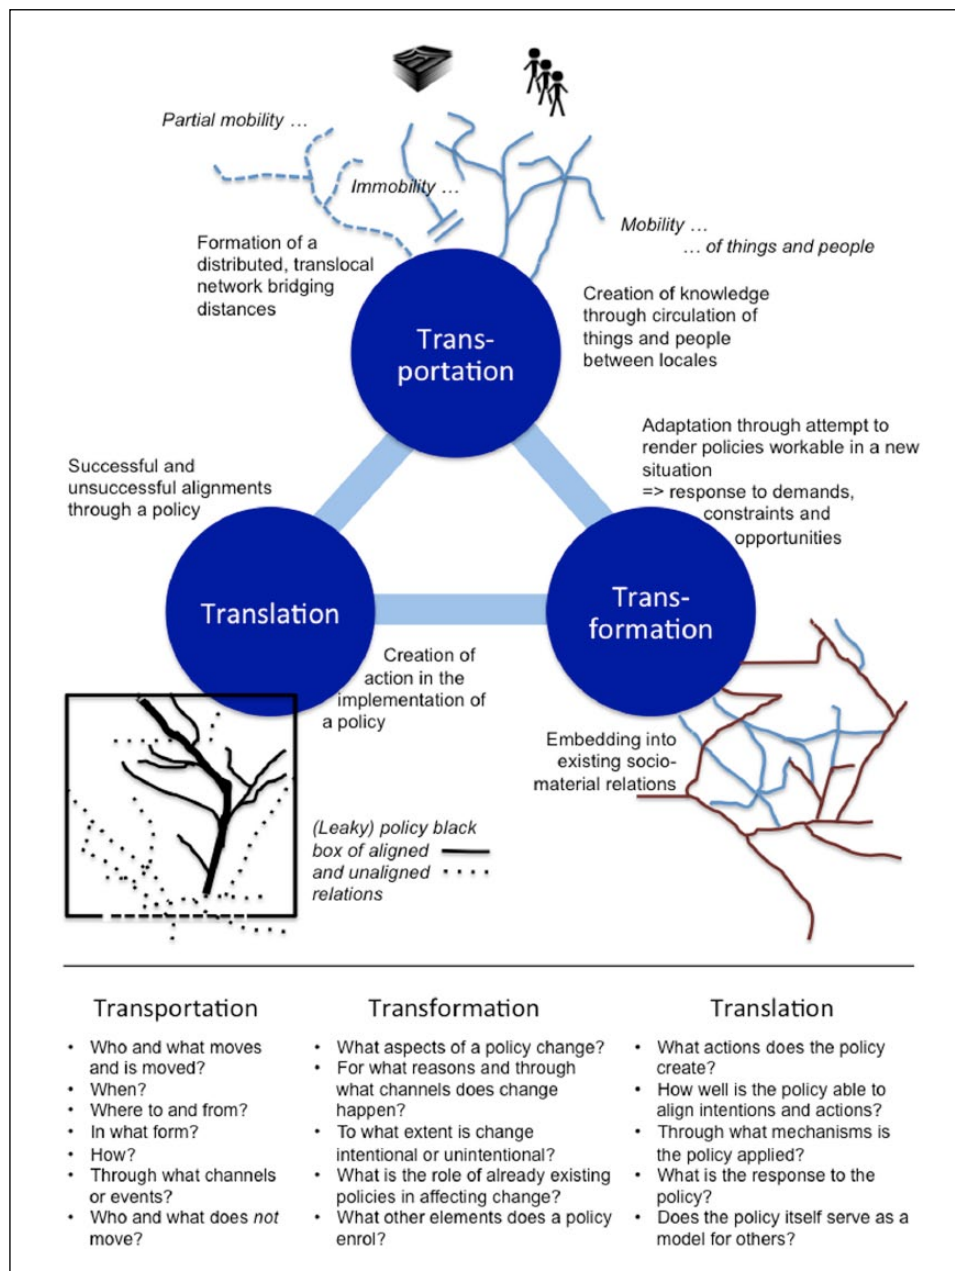 Partial mobility …
Immobility …
Mobility …
… of things and people
Formation of a
distributed, translocal
network bridging
distances
Trans-
portation
Creation of knowledge
through circulation of
things and people
between locales
Adaptation through attempt to
render policies workable in a new
situation
=> response to demands,
constraints and
opportunities
Successful and
unsuccessful alignments
through a policy
Translation
Trans-
formation
Creation of
action in the
implementation of
a policy
Embedding into
existing socio-
material relations
(Leaky) policy black
box of aligned
and unaligned
relations
Transportation
• Who and what moves
and is moved?
• When?
• Where to and from?
• In what form?
• How?
• Through what channels
or events?
• Who and what does not
move?
Transformation
• What aspects of a policy change?
• For what reasons and through
what channels does change
happen?
• To what extent is change
intentional or unintentional?
• What is the role of already existing
policies in affecting change?
• What other elements does a policy
enrol?
Translation
• What actions does the policy
create?
• How well is the policy able to
align intentions and actions?
• Through what mechanisms is
the policy applied?
• What is the response to the
policy?
• Does the policy itself serve as a
model for others?